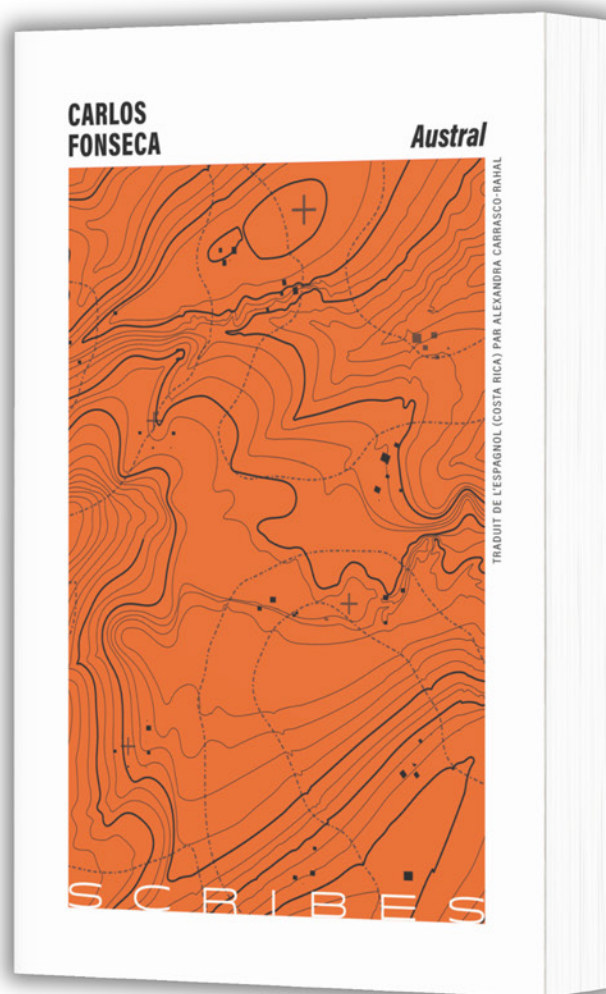 CARLOS
FONSECA
Austral
TRADUIT DE L'ESPAGNOL (COSTA RICA) PAR ALEXANDRA CARRASCO-RAHAL
SCRIBES